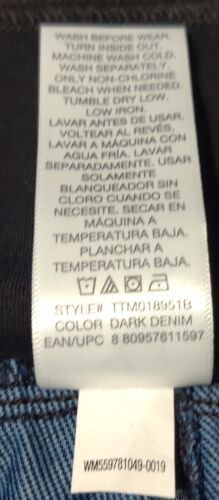 WASH BEFORE WEAR.
TURN INSIDE OUT.
MACHINE WASH COLD.
WASH SEPARATELY.
ONLY NON-CHLORINE
BLEACH WHEN NEEDED.
TUMBLE DRY LOW.
LOW IRON.
LAVAR ANTES DE USAR.
VOLTEAR AL REVÉS.
LAVAR A MÁQUINA CON
AGUA FRÍA. LAVAR
SEPARADAMENTE. USAR
SOLAMENTE
BLANQUEADOR SIN
CLORO CUANDO SE
NECESITE. SECAR EN
MÁQUINA A
TEMPERATURA BAJA.
PLANCHAR A
TEMPERATURA BAJA.
STYLE# TTM018951B
COLOR DARK DENIM
EAN/UPC 8 80957611597
WM559781049-0019